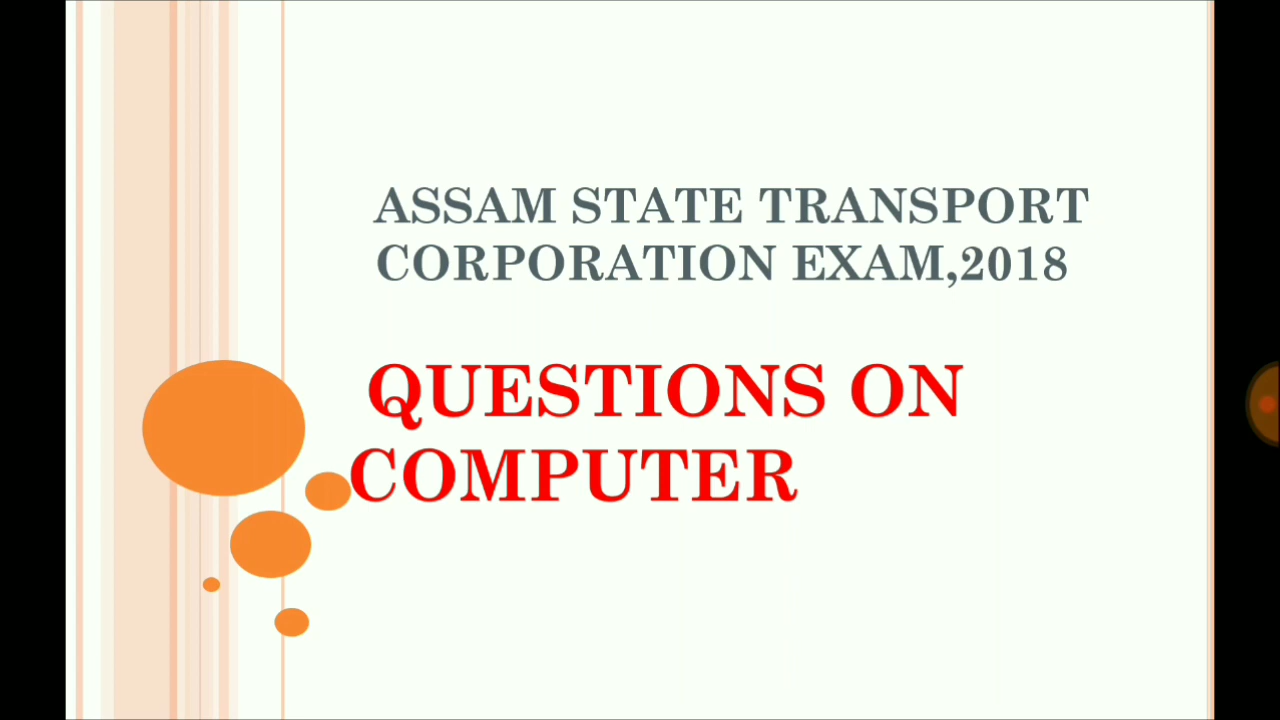 ASSAM STATE TRANSPORT
CORPORATION EXAM,2018
QUESTIONS ON
COMPUTER